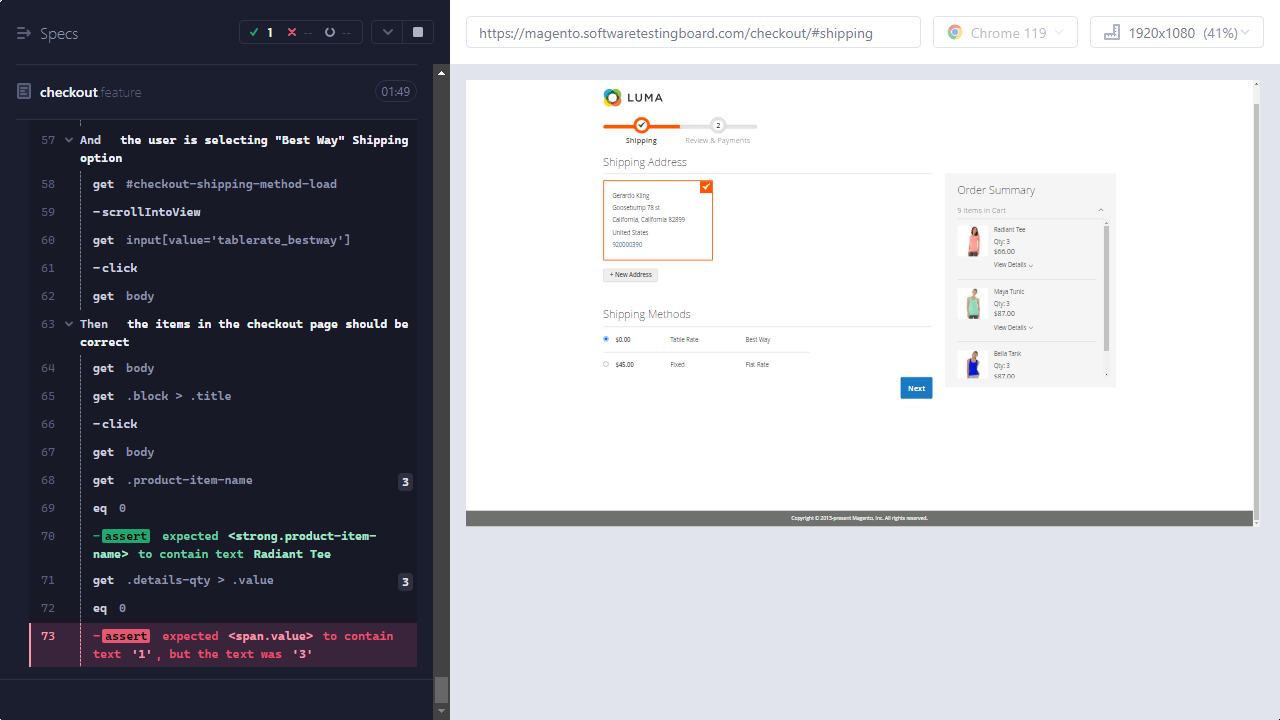 Specs
1
--
--
checkout.feature
01:49
57 And the user is selecting "Best Way" Shipping
option
58 get #checkout-shipping-method-load
59 -scrollIntoView
60 get input[value='tablerate_bestway']
61 -click
62 get body
63 Then the items in the checkout page should be
correct
64 get body
65 get .block > .title
66 -click
67 get body
68 get .product-item-name 3
69 eq 0
70 -assert expected <strong.product-item-
name> to contain text Radiant Tee
71 get .details-qty > .value 3
72 eq 0
73 -assert expected <span.value> to contain
text '1', but the text was '3'
https://magento.softwaretestingboard.com/checkout/#shipping
Chrome 119
1920x1080 (41%)
LUMA
2
Shipping
Review & Payments
Shipping Address
Gerardo Kling
Goosebump 78 st
California, California 82899
United States
920000390
+ New Address
Shipping Methods
$0.00 Table Rate Best Way
$45.00 Fixed Flat Rate
Next
Order Summary
9 Items in Cart
Radiant Tee
Qty: 3
$66.00
View Details
Maya Tunic
Qty: 3
$87.00
View Details
Bella Tank
Qty: 3
$87.00
Copyright © 2013-present Magento, Inc. All rights reserved.